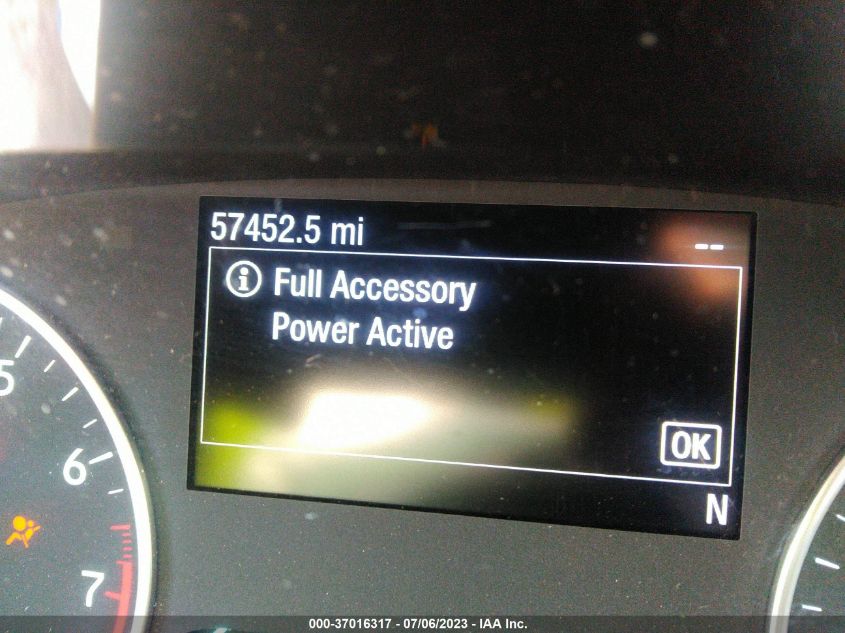 57452.5 mi
--
Full Accessory
Power Active
OK
N
5
6
7
000-37016317 - 07/06/2023 - IAA Inc.